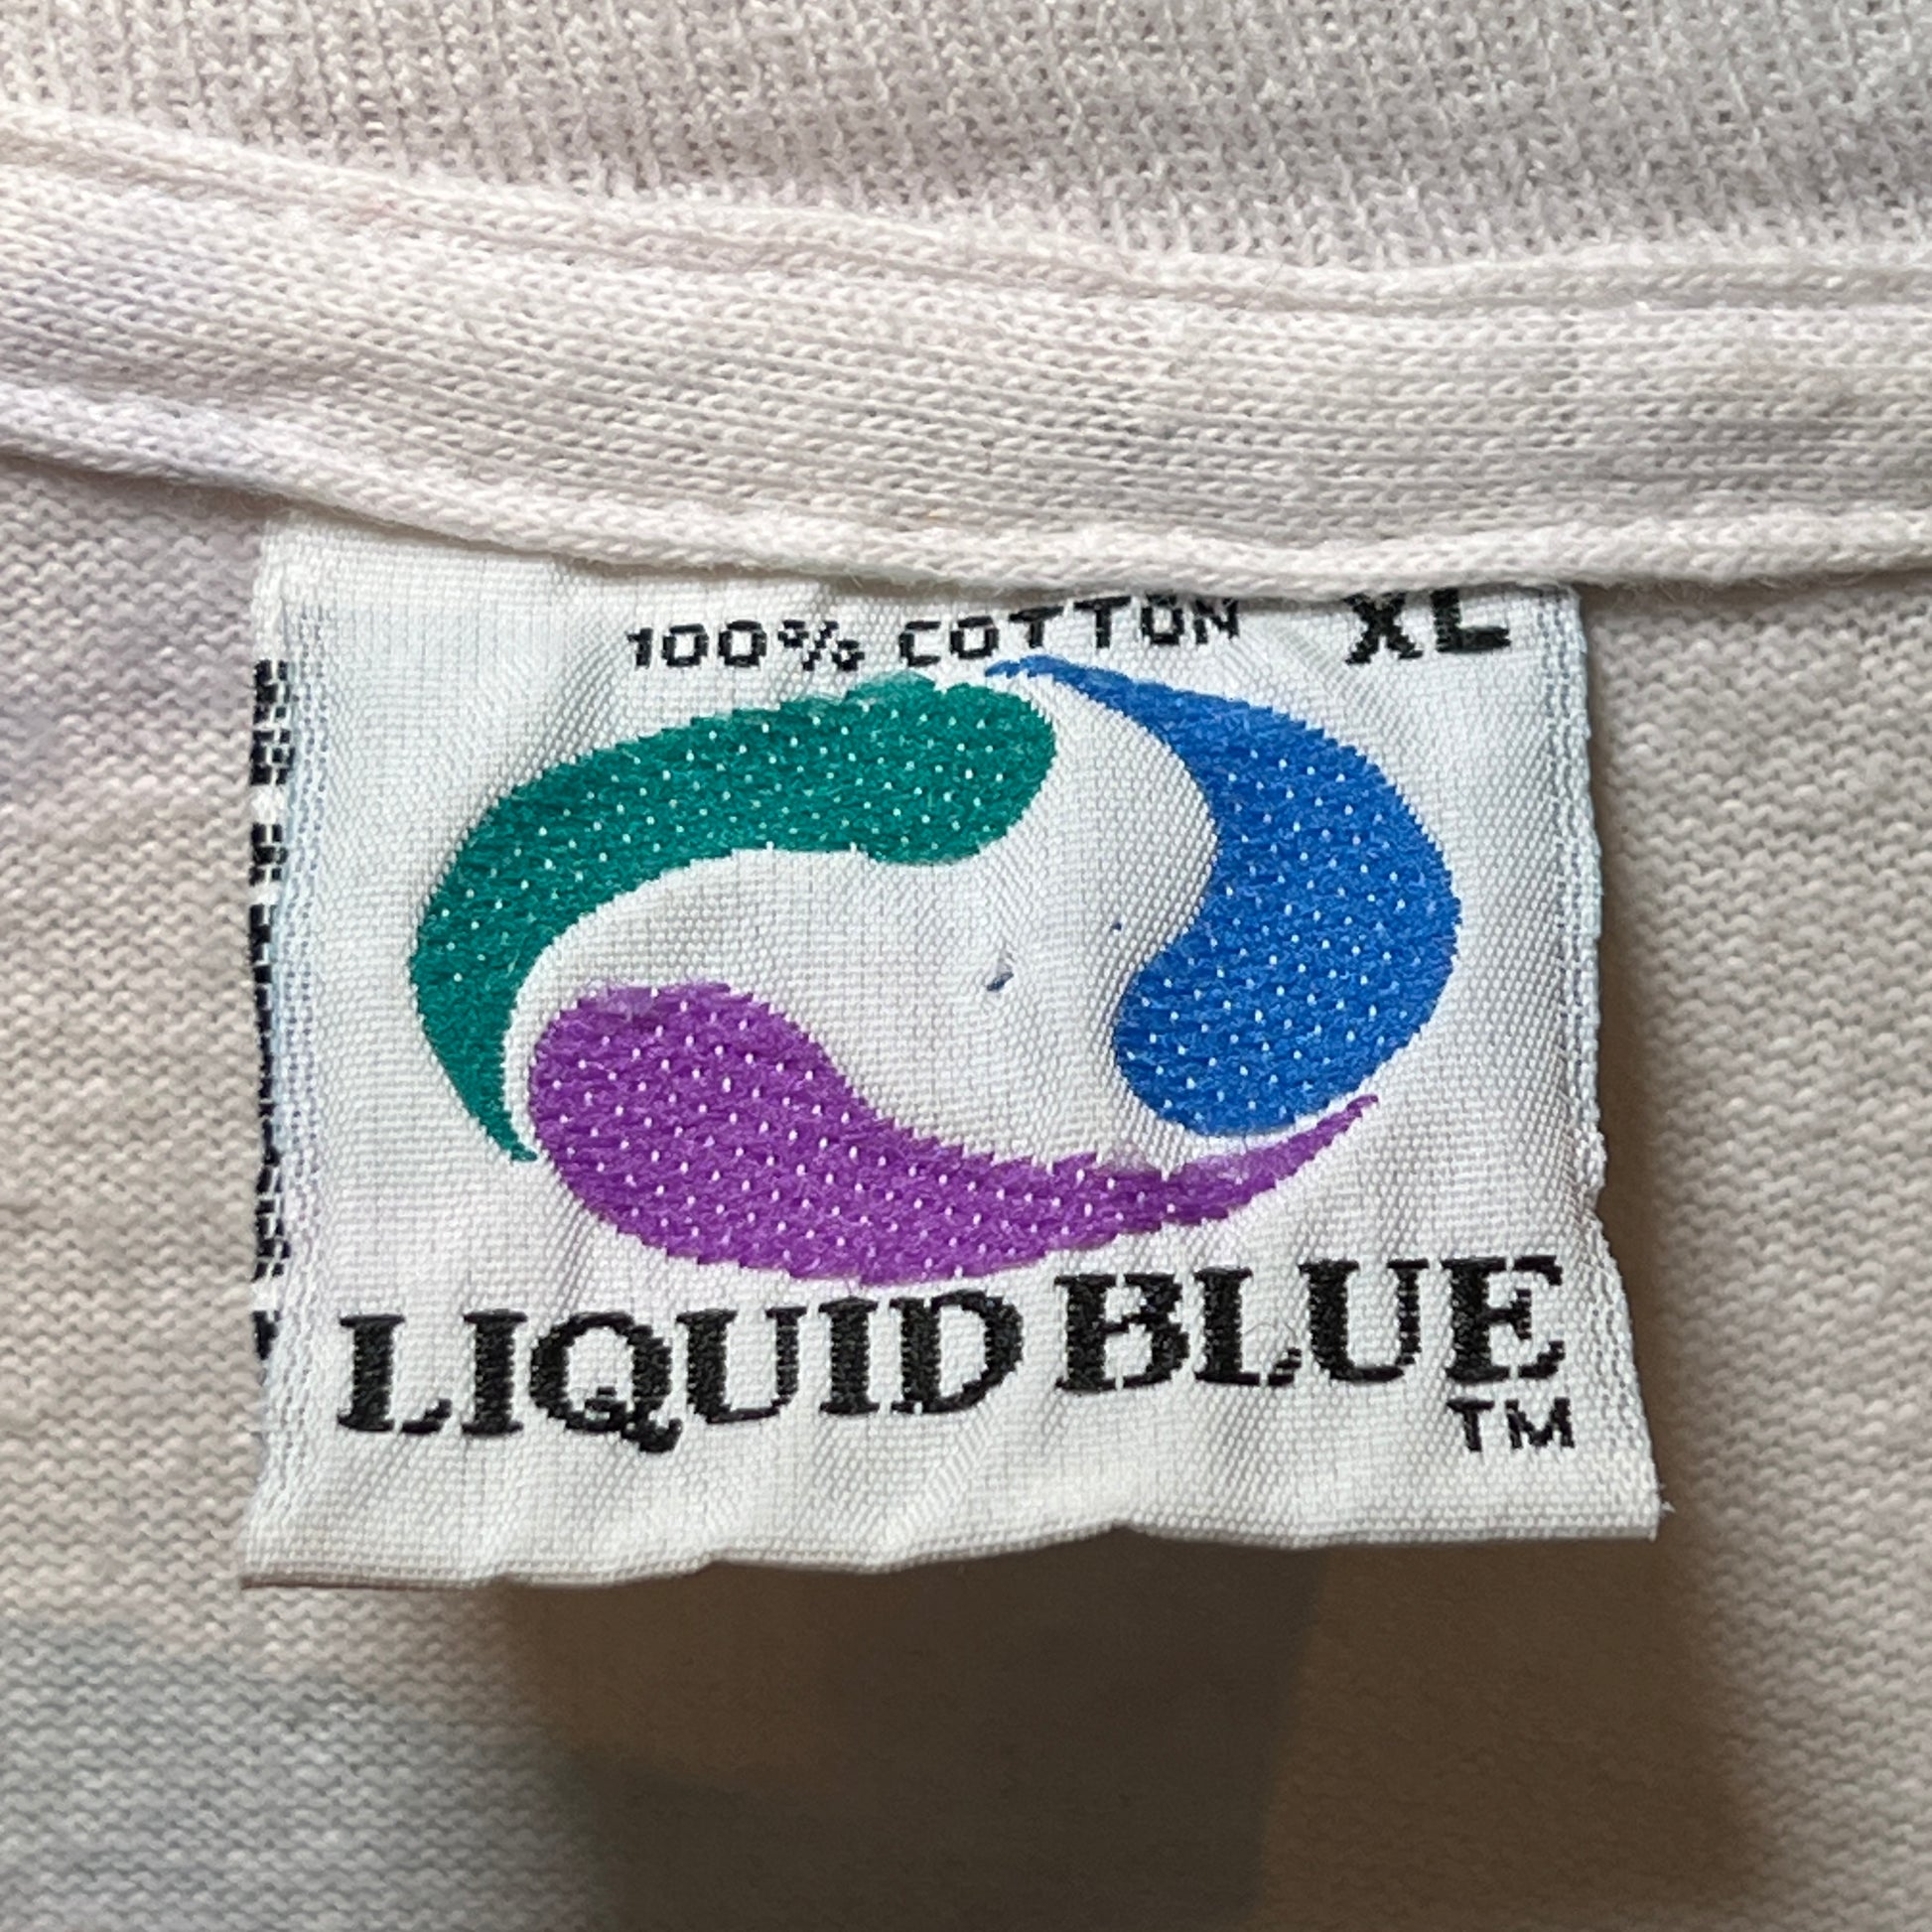 100% COTTON XL
LIQUID BLUE
TM